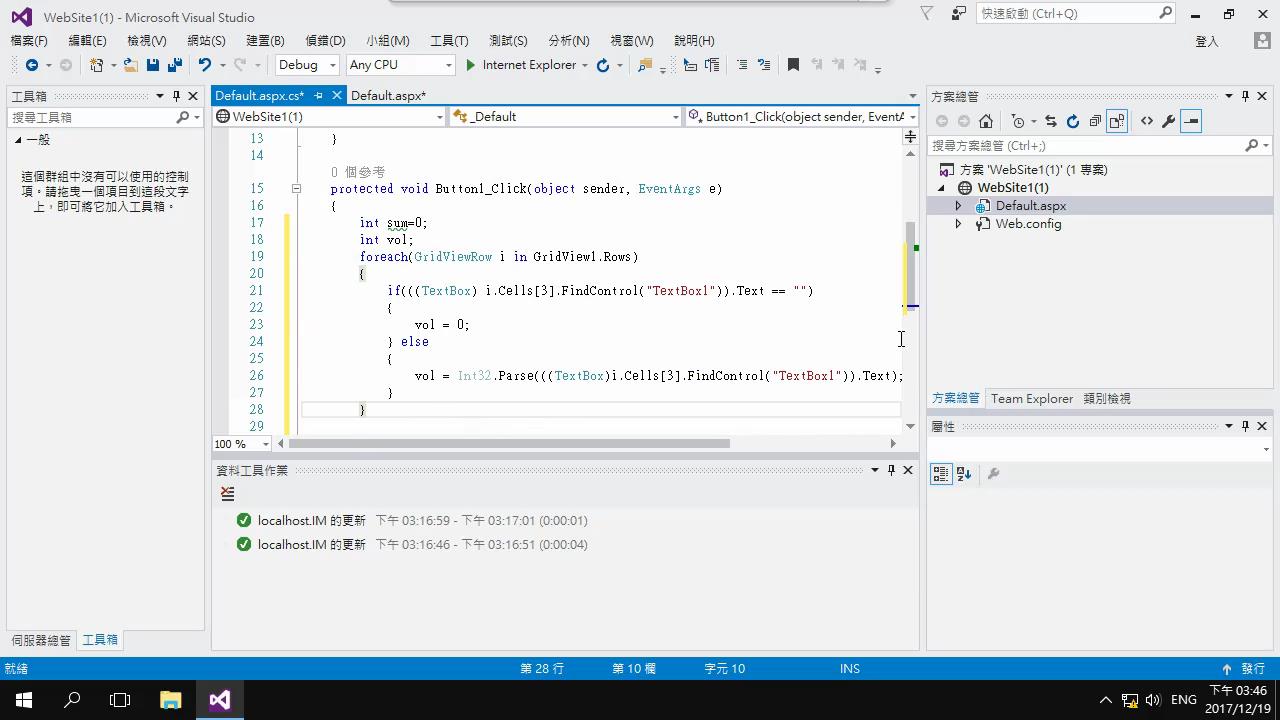 WebSite1(1) - Microsoft Visual Studio
快速啟動 (Ctrl+Q)
檔案(F) 編輯(E) 檢視(V) 網站(S) 建置(B) 偵錯(D) 小組(M) 工具(T) 測試(S) 分析(N) 視窗(W) 說明(H)
登入
Debug Any CPU Internet Explorer
工具箱
搜尋工具箱
一般
這個群組中沒有可以使用的控制
項。請拖曳一個項目到這段文字
上，即可將它加入工具箱。
伺服器總管 工具箱
Default.aspx.cs* Default.aspx*
WebSite1(1) _Default Button1_Click(object sender, EventA
13 }
14
0 個參考
15 protected void Button1_Click(object sender, EventArgs e)
16 {
17 int sum=0;
18 int vol;
19 foreach(GridViewRow i in GridView1.Rows)
20 {
21 if(((TextBox) i.Cells[3].FindControl("TextBox1")).Text == "")
22 {
23 vol = 0;
24 } else
25 {
26 vol = Int32.Parse(((TextBox)i.Cells[3].FindControl("TextBox1")).Text);
27 }
28 }
29
100 %
資料工具作業
localhost.IM 的更新 下午 03:16:59 - 下午 03:17:01 (0:00:01)
localhost.IM 的更新 下午 03:16:46 - 下午 03:16:51 (0:00:04)
方案總管
搜尋方案總管 (Ctrl+;)
方案 'WebSite1(1)' (1 專案)
WebSite1(1)
Default.aspx
Web.config
方案總管 Team Explorer 類別檢視
屬性
就緒 第 28 行 第 10 欄 字元 10 INS 發行
ENG 下午 03:46
2017/12/19